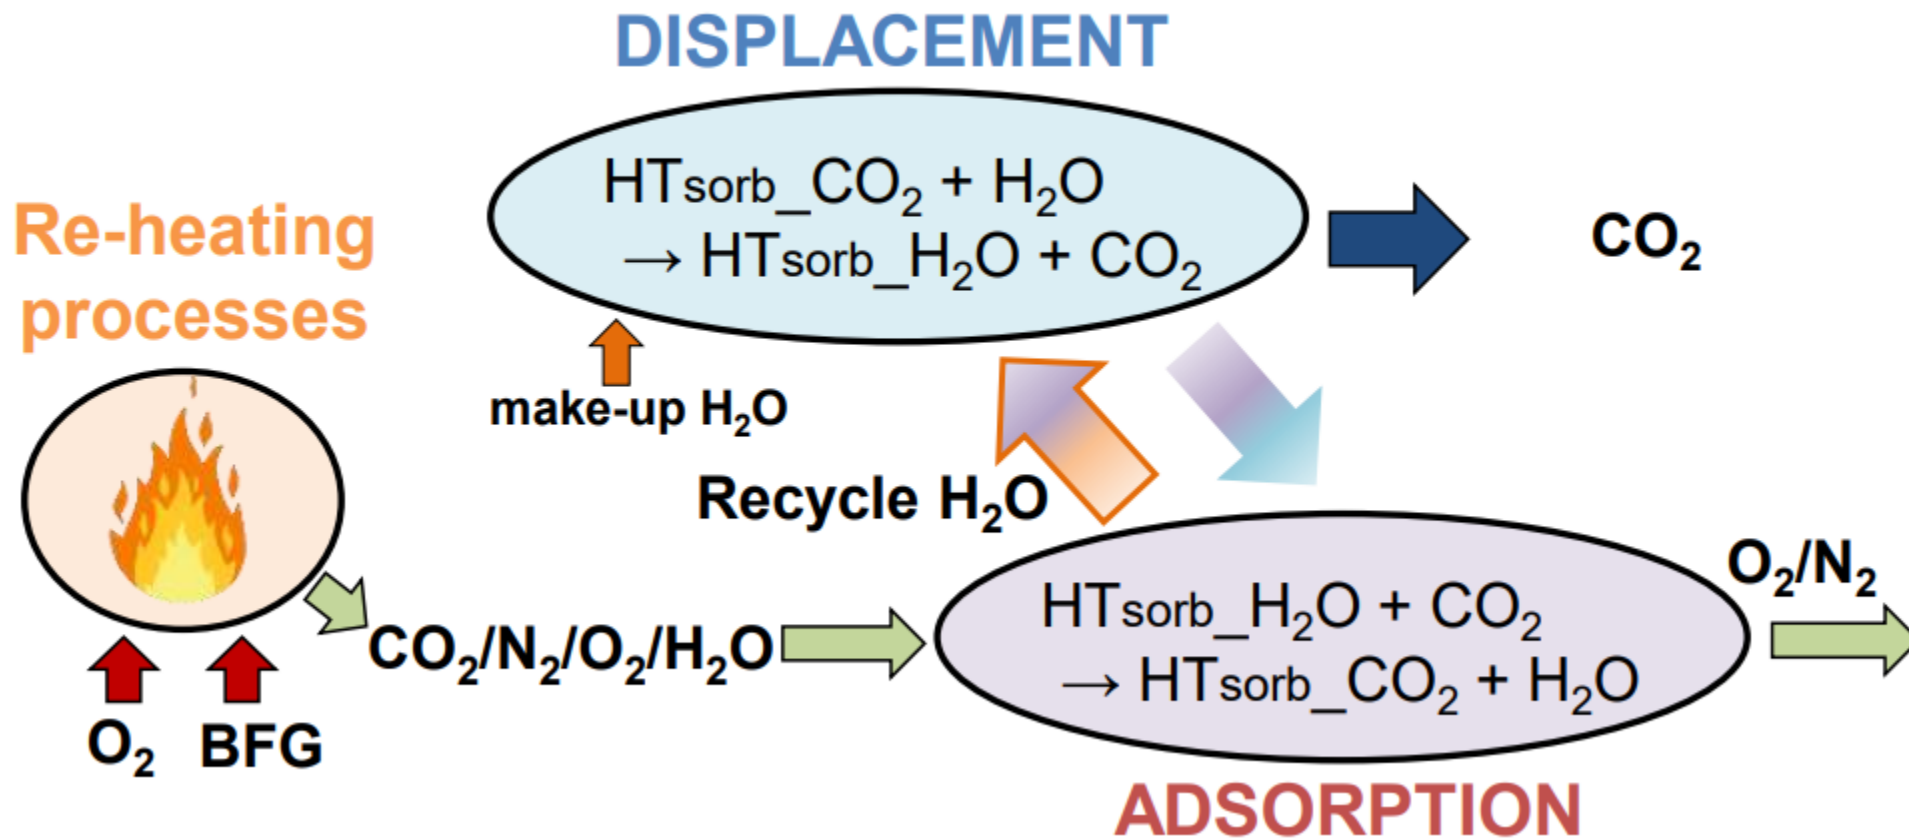 DISPLACEMENT
HTsorb_CO₂ + H₂O
→ HTsorb_H₂O + CO₂
CO₂
Re-heating
processes
make-up H₂O
Recycle H₂O
O₂/N₂
CO₂/N₂/O₂/H₂O
HTsorb_H₂O + CO₂
→ HTsorb_CO₂ + H₂O
O₂ BFG
ADSORPTION